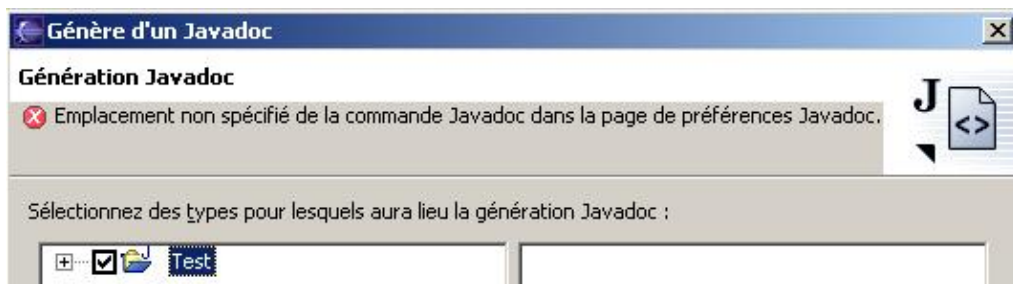 Génère d'un Javadoc
Génération Javadoc
Emplacement non spécifié de la commande Javadoc dans la page de préférences Javadoc.
J
<>
Sélectionnez des types pour lesquels aura lieu la génération Javadoc :
Test